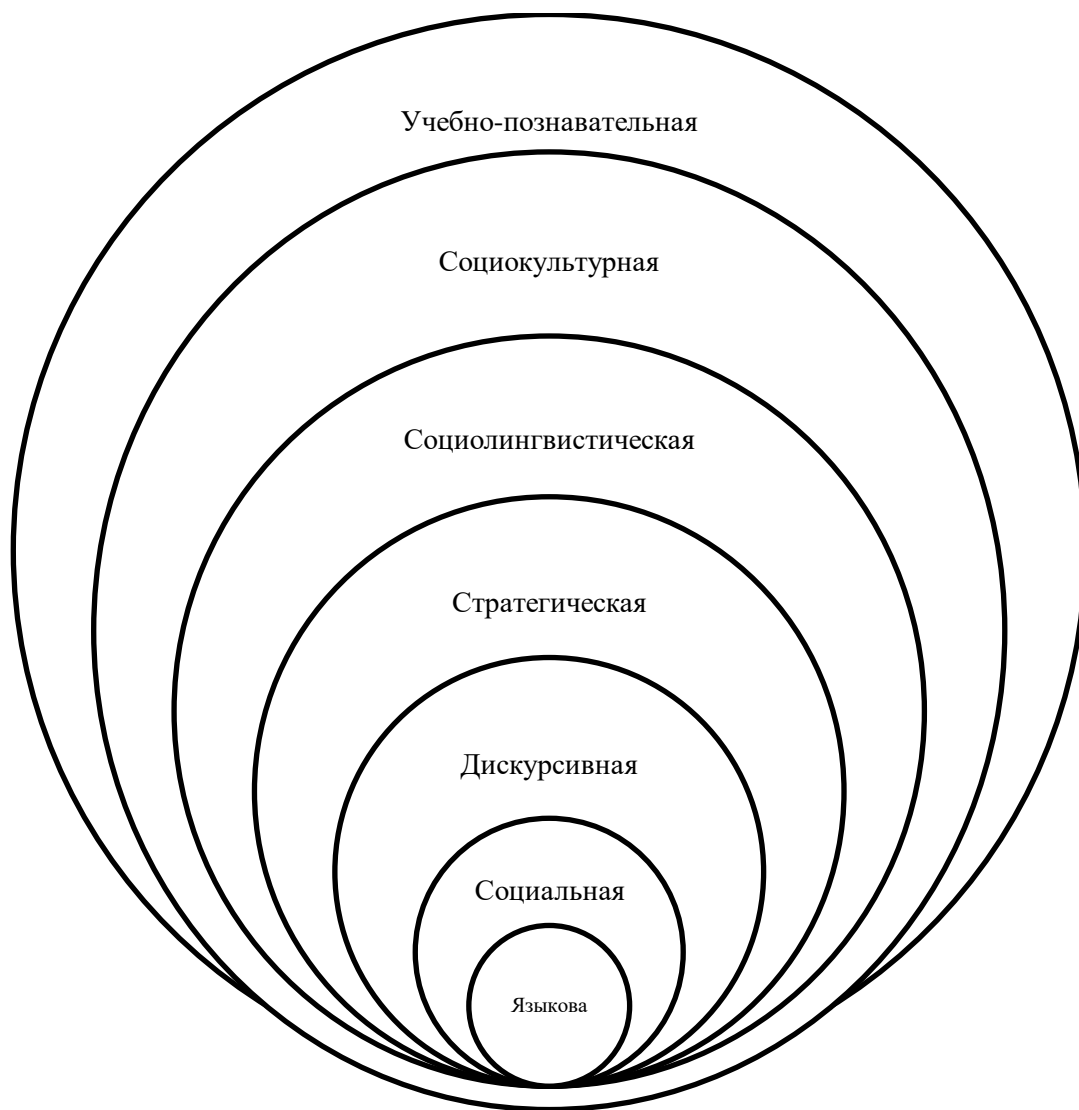 Учебно-познавательная
Социокультурная
Социолингвистическая
Стратегическая
Дискурсивная
Социальная
Языкова